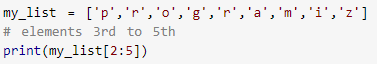 my_list = ['p','r','o','g','r','a','m','i','z']
# elements 3rd to 5th
print(my_list[2:5])